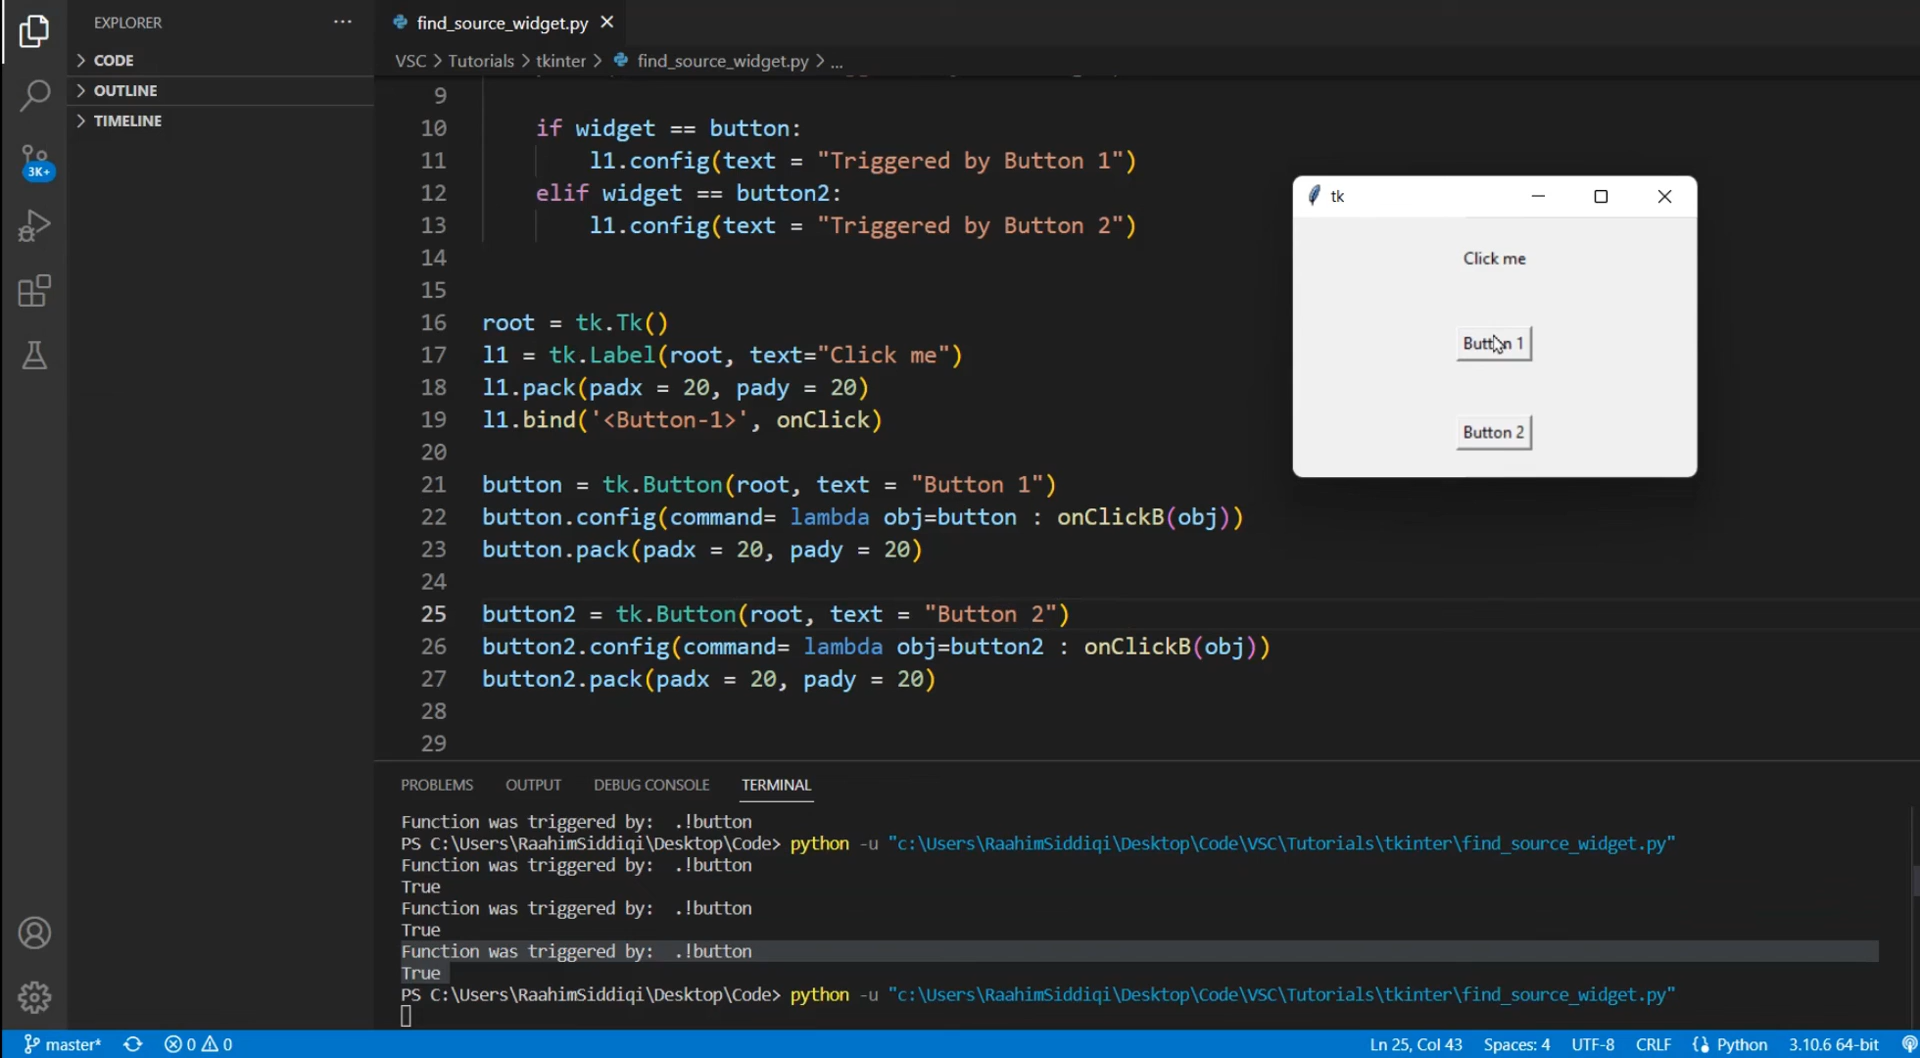 EXPLORER
CODE
OUTLINE
TIMELINE
3K+
find_source_widget.py
VSC > Tutorials > tkinter > find_source_widget.py > ...
9
10 if widget == button:
11 l1.config(text = "Triggered by Button 1")
12 elif widget == button2:
13 l1.config(text = "Triggered by Button 2")
14
15
16 root = tk.Tk()
17 l1 = tk.Label(root, text="Click me")
18 l1.pack(padx = 20, pady = 20)
19 l1.bind('<Button-1>', onClick)
20
21 button = tk.Button(root, text = "Button 1")
22 button.config(command= lambda obj=button : onClickB(obj))
23 button.pack(padx = 20, pady = 20)
24
25 button2 = tk.Button(root, text = "Button 2")
26 button2.config(command= lambda obj=button2 : onClickB(obj))
27 button2.pack(padx = 20, pady = 20)
28
29
tk
Click me
Button 1
Button 2
PROBLEMS OUTPUT DEBUG CONSOLE TERMINAL
Function was triggered by:  .!button
PS C:\Users\RaahimSiddiqi\Desktop\Code> python -u "c:\Users\RaahimSiddiqi\Desktop\Code\VSC\Tutorials\tkinter\find_source_widget.py"
Function was triggered by:  .!button
True
Function was triggered by:  .!button
True
Function was triggered by:  .!button
True
PS C:\Users\RaahimSiddiqi\Desktop\Code> python -u "c:\Users\RaahimSiddiqi\Desktop\Code\VSC\Tutorials\tkinter\find_source_widget.py"
master* 0 0 Ln 25, Col 43 Spaces: 4 UTF-8 CRLF Python 3.10.6 64-bit